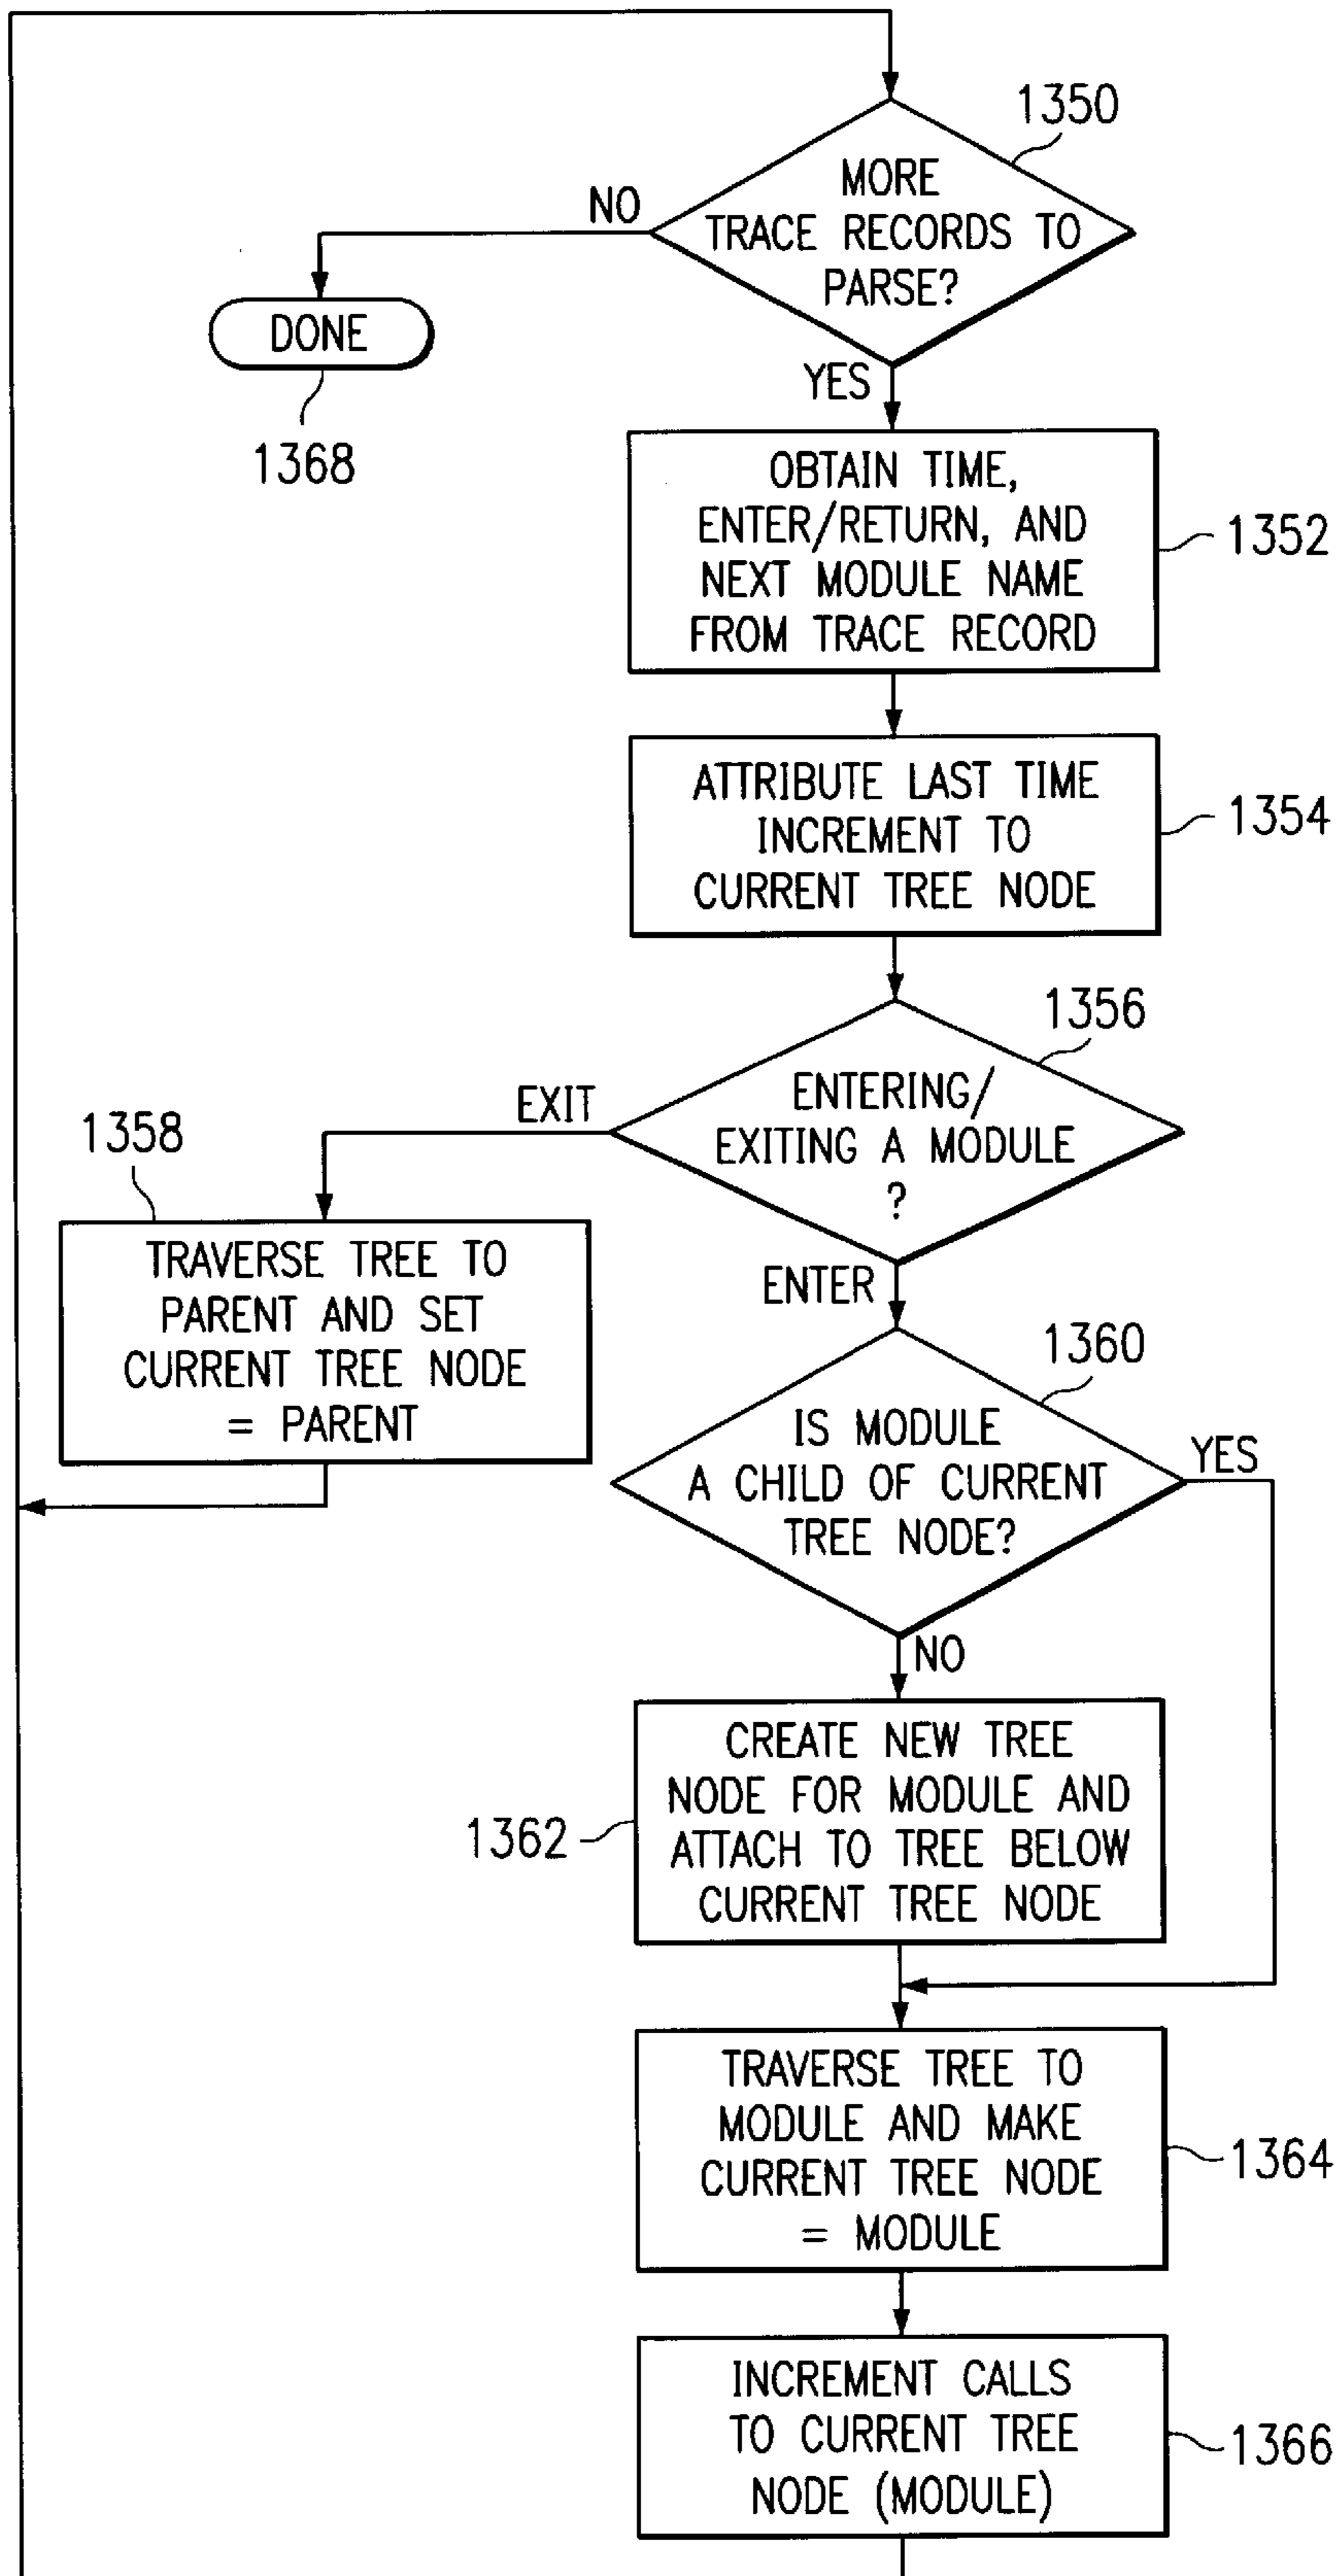 1350
MORE
TRACE RECORDS TO
PARSE?
NO
DONE
1368
YES
OBTAIN TIME,
ENTER/RETURN, AND
NEXT MODULE NAME
FROM TRACE RECORD
1352
ATTRIBUTE LAST TIME
INCREMENT TO
CURRENT TREE NODE
1354
1356
ENTERING/
EXITING A MODULE
?
EXIT
1358
TRAVERSE TREE TO
PARENT AND SET
CURRENT TREE NODE
= PARENT
ENTER
1360
IS MODULE
A CHILD OF CURRENT
TREE NODE?
YES
NO
CREATE NEW TREE
NODE FOR MODULE AND
ATTACH TO TREE BELOW
CURRENT TREE NODE
1362
TRAVERSE TREE TO
MODULE AND MAKE
CURRENT TREE NODE
= MODULE
1364
INCREMENT CALLS
TO CURRENT TREE
NODE (MODULE)
1366